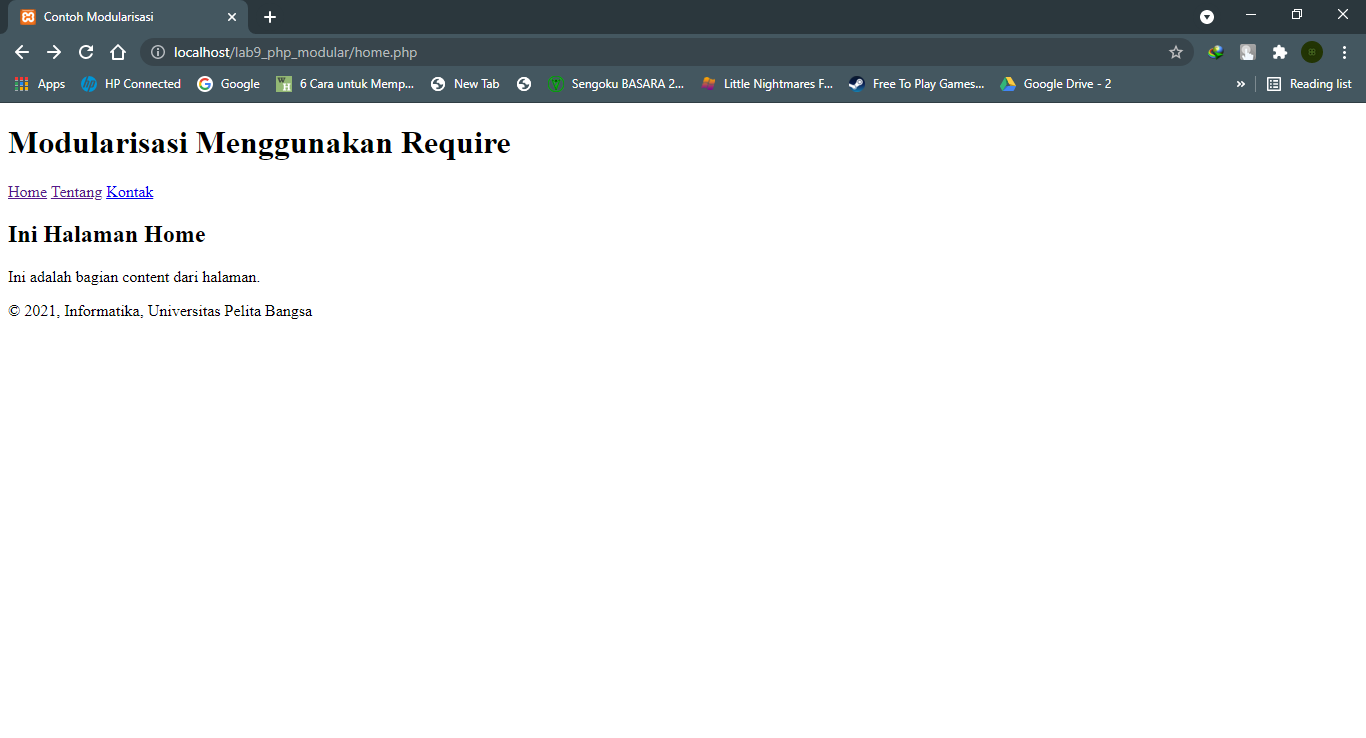 Contoh Modularisasi
localhost/lab9_php_modular/home.php
Apps HP Connected Google 6 Cara untuk Memp... New Tab Sengoku BASARA 2... Little Nightmares F... Free To Play Games... Google Drive - 2 » Reading list
Modularisasi Menggunakan Require
Home Tentang Kontak
Ini Halaman Home
Ini adalah bagian content dari halaman.
© 2021, Informatika, Universitas Pelita Bangsa